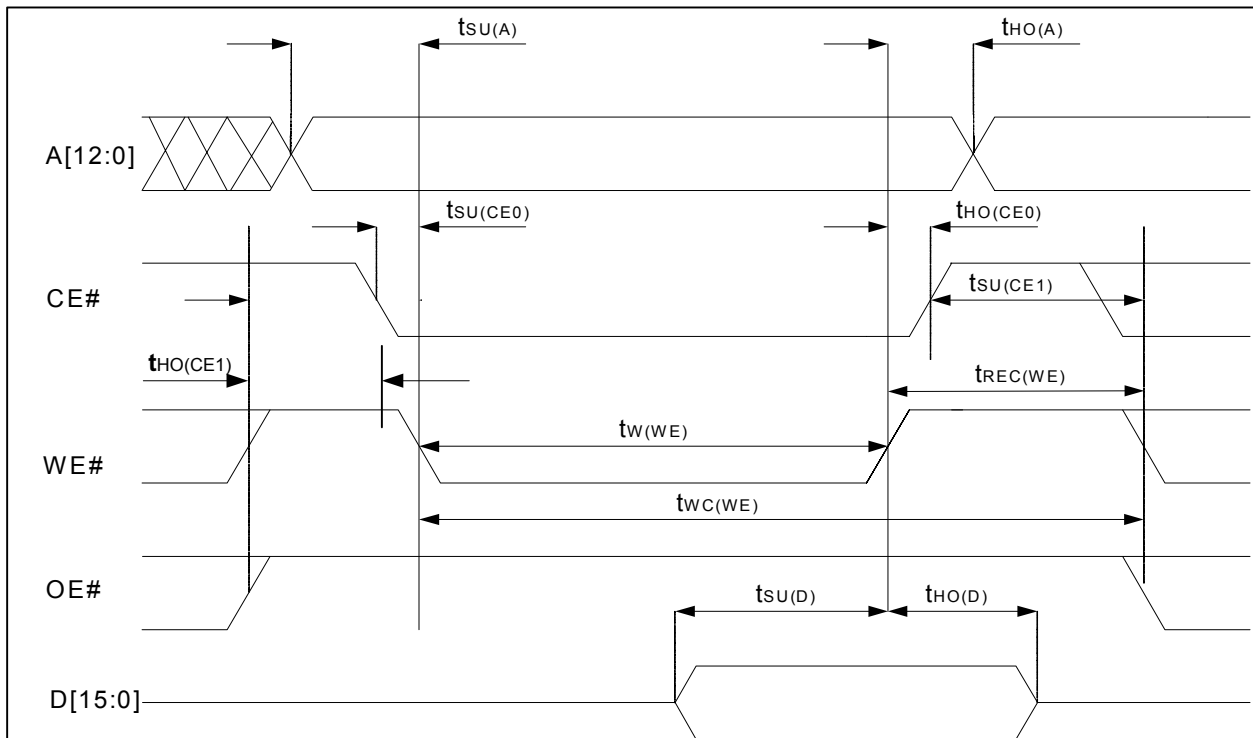 tSU(A)
tHO(A)
A[12:0]
tSU(CE0)
tHO(CE0)
CE#
tSU(CE1)
tHO(CE1)
tREC(WE)
tW(WE)
WE#
tWC(WE)
OE#
tSU(D)
tHO(D)
D[15:0]